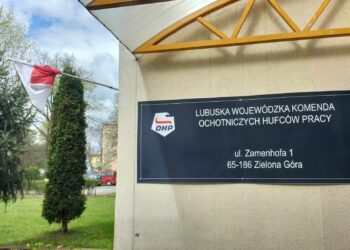 LUBUSKA WOJEWÓDZKA KOMENDA
OCHOTNICZYCH HUFCÓW PRACY
OHP
ul. Zamenhofa 1
65-186 Zielona Góra